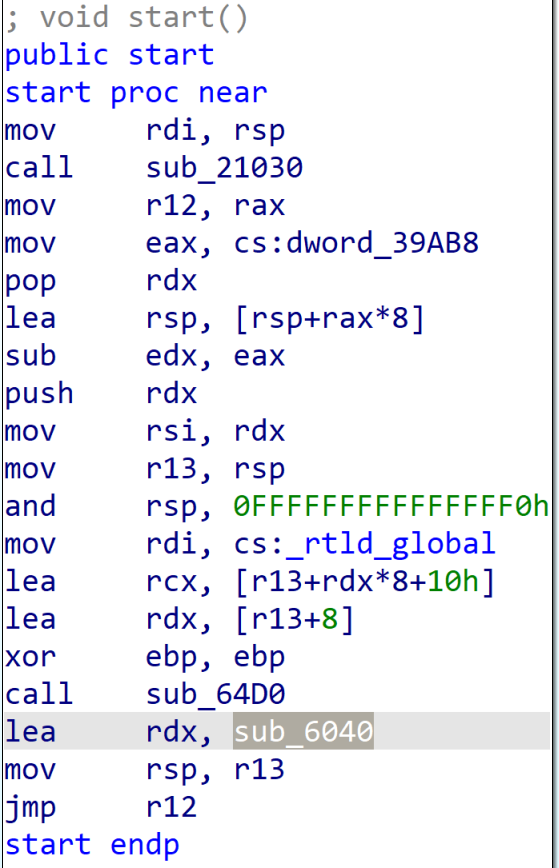 ; void start()
public start
start proc near
mov rdi, rsp
call sub_21030
mov r12, rax
mov eax, cs:dword_39AB8
pop rdx
lea rsp, [rsp+rax*8]
sub edx, eax
push rdx
mov rsi, rdx
mov r13, rsp
and rsp, 0FFFFFFFFFFFFFFF0h
mov rdi, cs:_rtld_global
lea rcx, [r13+rdx*8+10h]
lea rdx, [r13+8]
xor ebp, ebp
call sub_64D0
lea rdx, sub_6040
mov rsp, r13
jmp r12
start endp